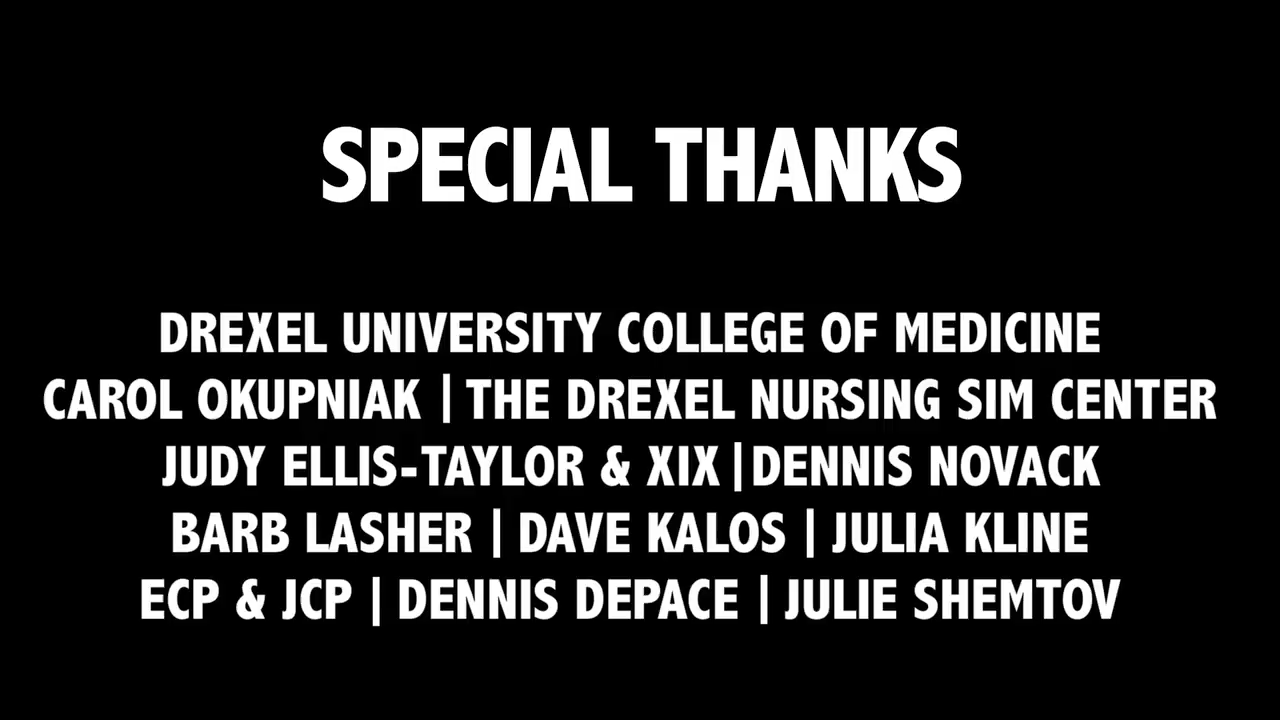 SPECIAL THANKS
DREXEL UNIVERSITY COLLEGE OF MEDICINE
CAROL OKUPNIAK | THE DREXEL NURSING SIM CENTER
JUDY ELLIS-TAYLOR & XIX | DENNIS NOVACK
BARB LASHER | DAVE KALOS | JULIA KLINE
ECP & JCP | DENNIS DEPACE | JULIE SHEMTOV